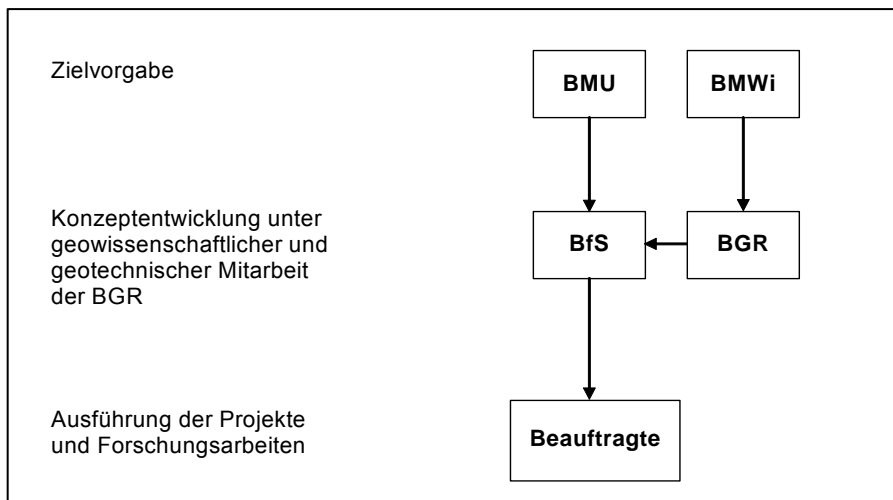 Zielvorgabe
BMU
BMWi
Konzeptentwicklung unter
geowissenschaftlicher und
geotechnischer Mitarbeit
der BGR
BfS
BGR
Ausführung der Projekte
und Forschungsarbeiten
Beauftragte